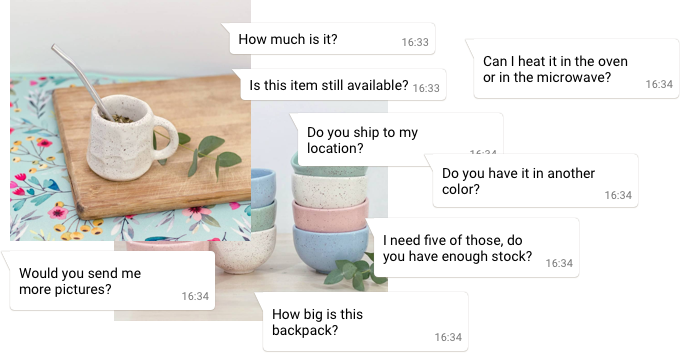 How much is it?
16:33
Can I heat it in the oven
or in the microwave?
16:34
Is this item still available?
16:33
Do you ship to my
location?
16:34
Do you have it in another
color?
16:34
I need five of those, do
you have enough stock?
16:34
Would you send me
more pictures?
16:34
How big is this
backpack?
16:34